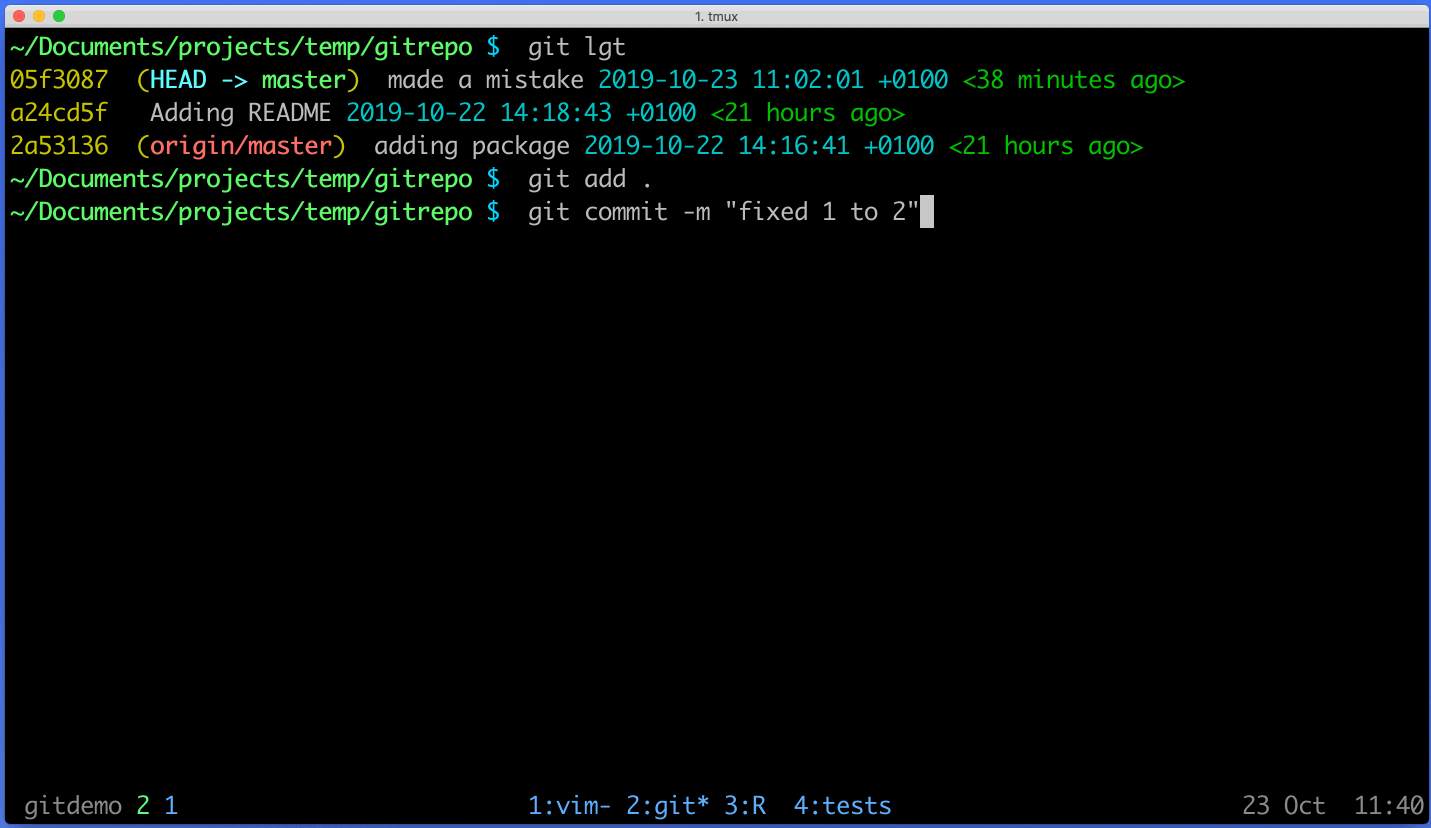 1. tmux
~/Documents/projects/temp/gitrepo $  git lgt
05f3087  (HEAD -> master)  made a mistake 2019-10-23 11:02:01 +0100 <38 minutes ago>
a24cd5f   Adding README 2019-10-22 14:18:43 +0100 <21 hours ago>
2a53136  (origin/master)  adding package 2019-10-22 14:16:41 +0100 <21 hours ago>
~/Documents/projects/temp/gitrepo $  git add .
~/Documents/projects/temp/gitrepo $  git commit -m "fixed 1 to 2"
gitdemo 2 1 1:vim- 2:git* 3:R  4:tests 23 Oct  11:40